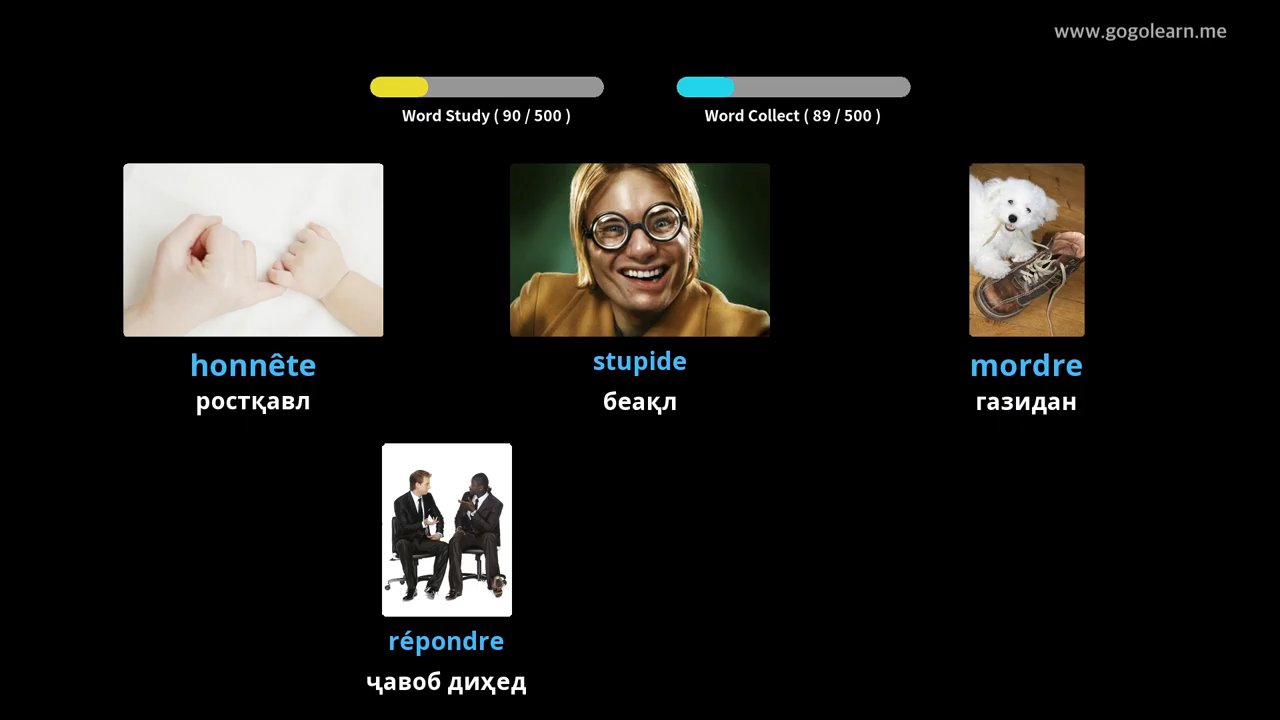 www.gogolearn.me
Word Study ( 90 / 500 )
Word Collect ( 89 / 500 )
honnête
ростқавл
stupide
беақл
mordre
газидан
répondre
ҷавоб диҳед